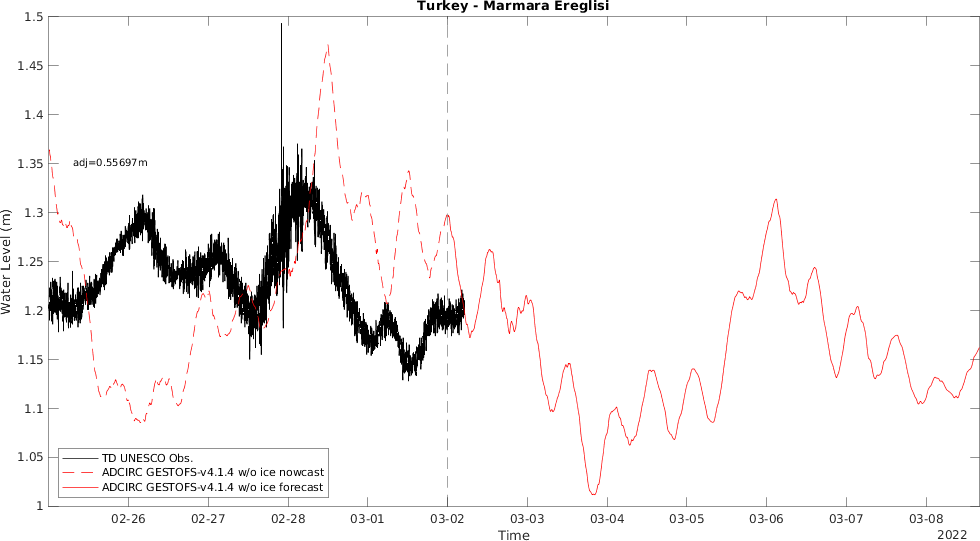 Turkey - Marmara Ereglisi
1.5
1.45
1.4
1.35
1.3
1.25
1.2
1.15
1.1
1.05
1
Water Level (m)
adj=0.55697m
TD UNESCO Obs.
ADCIRC GESTOFS-v4.1.4 w/o ice nowcast
ADCIRC GESTOFS-v4.1.4 w/o ice forecast
02-26 02-27 02-28 03-01 03-02 03-03 03-04 03-05 03-06 03-07 03-08
Time
2022